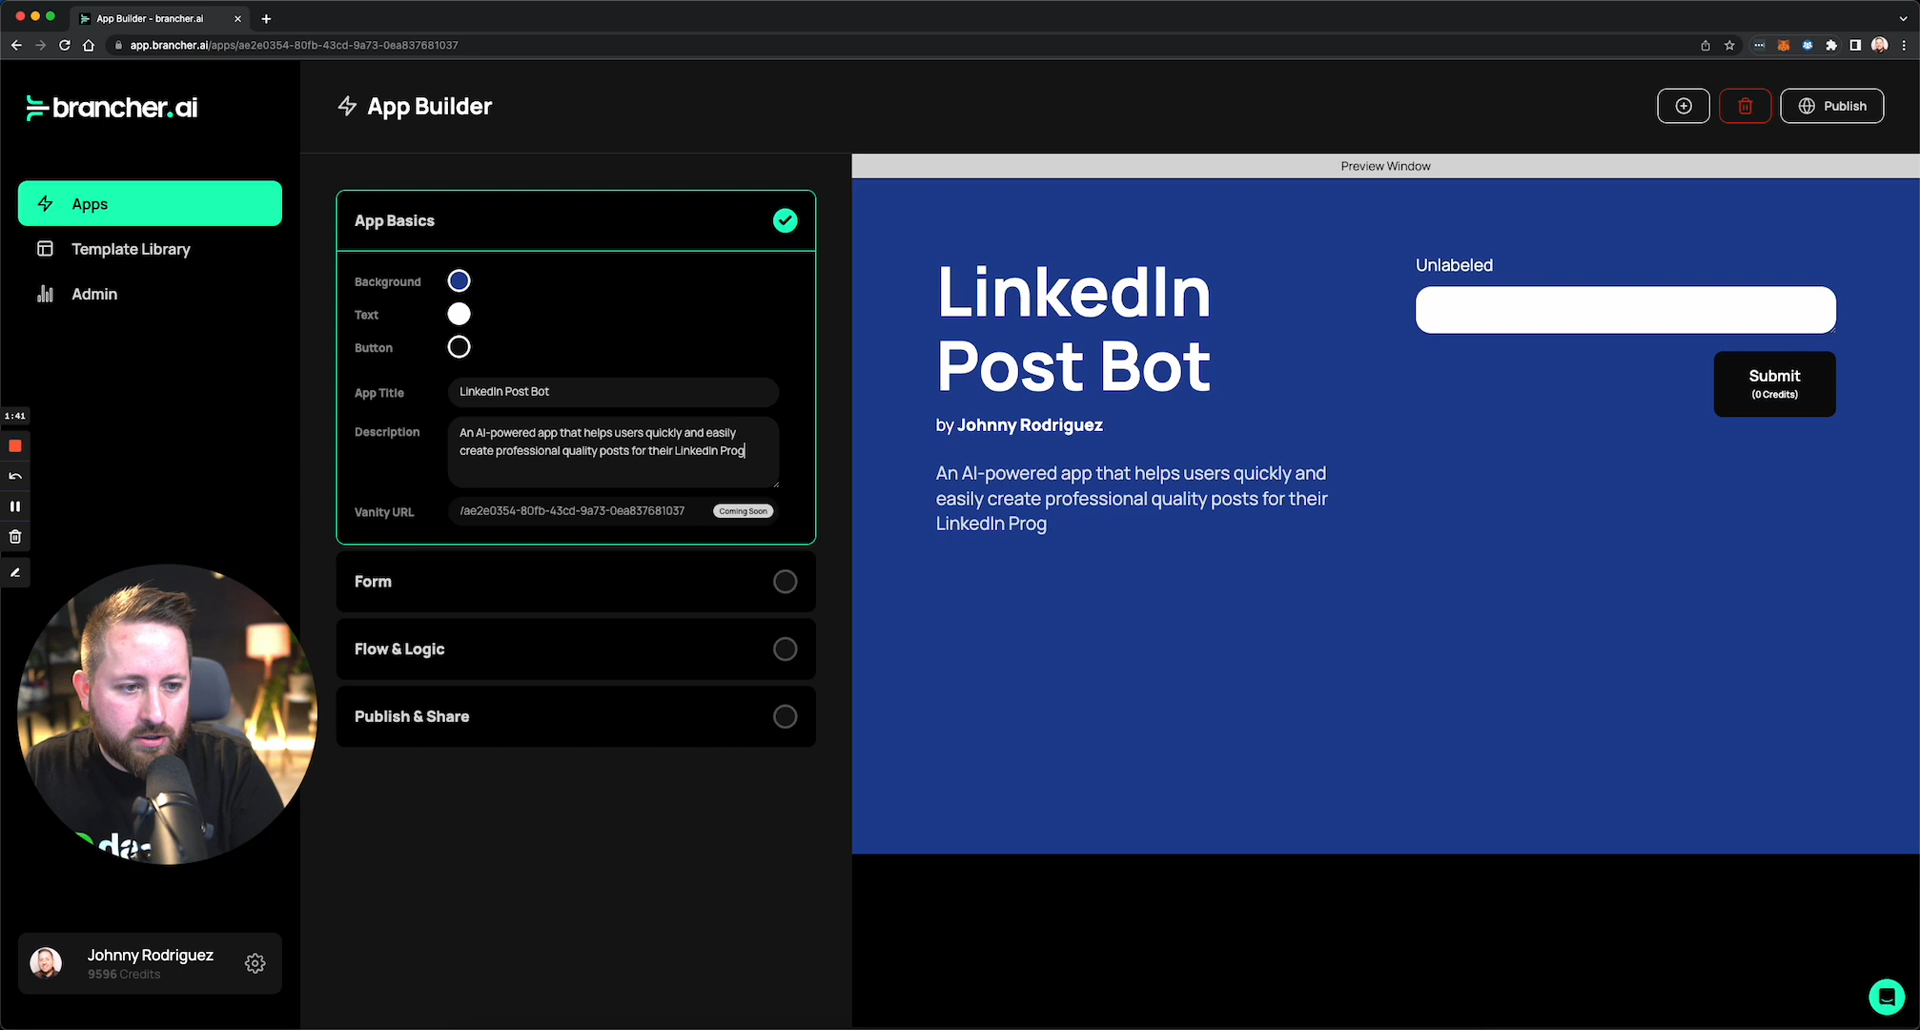 App Builder - brancher.ai
app.brancher.ai/apps/ae2e0354-80fb-43cd-9a73-0ea837681037
brancher.ai
App Builder
Publish
Preview Window
Apps
Template Library
Admin
App Basics
Background
Text
Button
App Title
LinkedIn Post Bot
Description
An AI-powered app that helps users quickly and easily
create professional quality posts for their LinkedIn Prog
Vanity URL
/ae2e0354-80fb-43cd-9a73-0ea837681037
Coming Soon
Form
Flow & Logic
Publish & Share
LinkedIn
Post Bot
by Johnny Rodriguez
An AI-powered app that helps users quickly and
easily create professional quality posts for their
LinkedIn Prog
Unlabeled
Submit
(0 Credits)
1:41
Johnny Rodriguez
9596 Credits